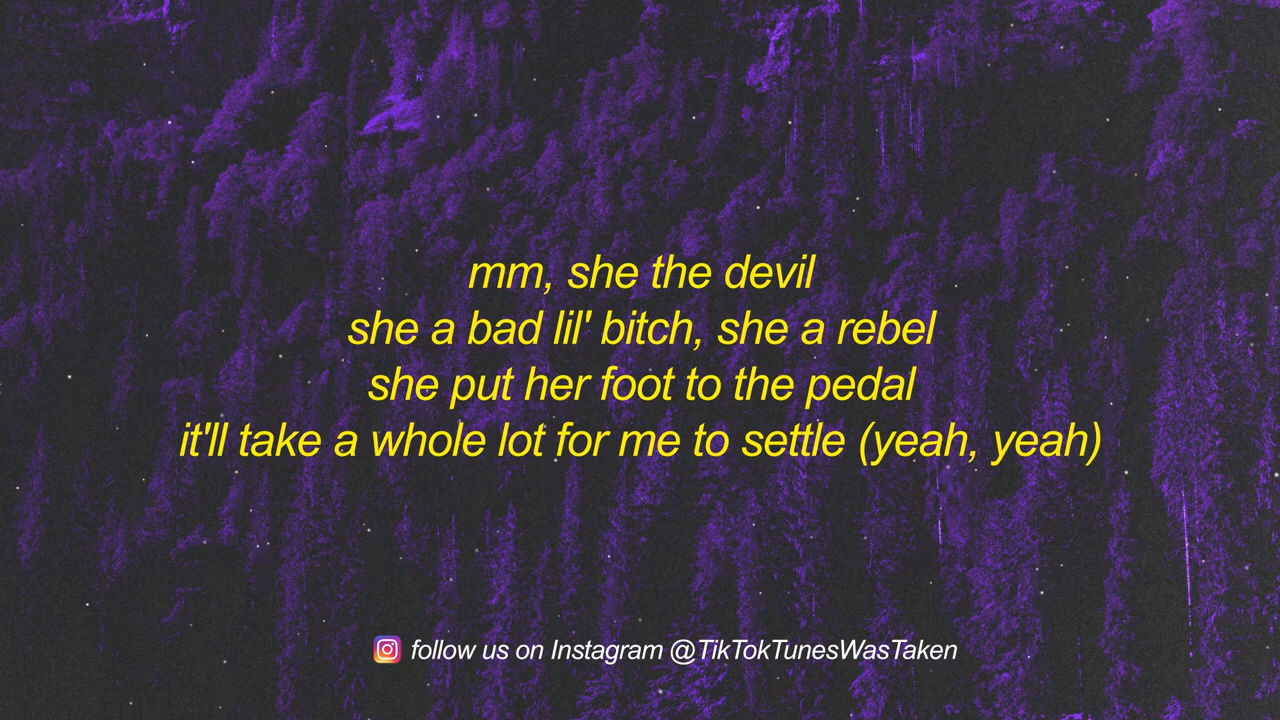 mm, she the devil
she a bad lil' bitch, she a rebel
she put her foot to the pedal
it'll take a whole lot for me to settle (yeah, yeah)
follow us on Instagram @TikTokTunesWasTaken